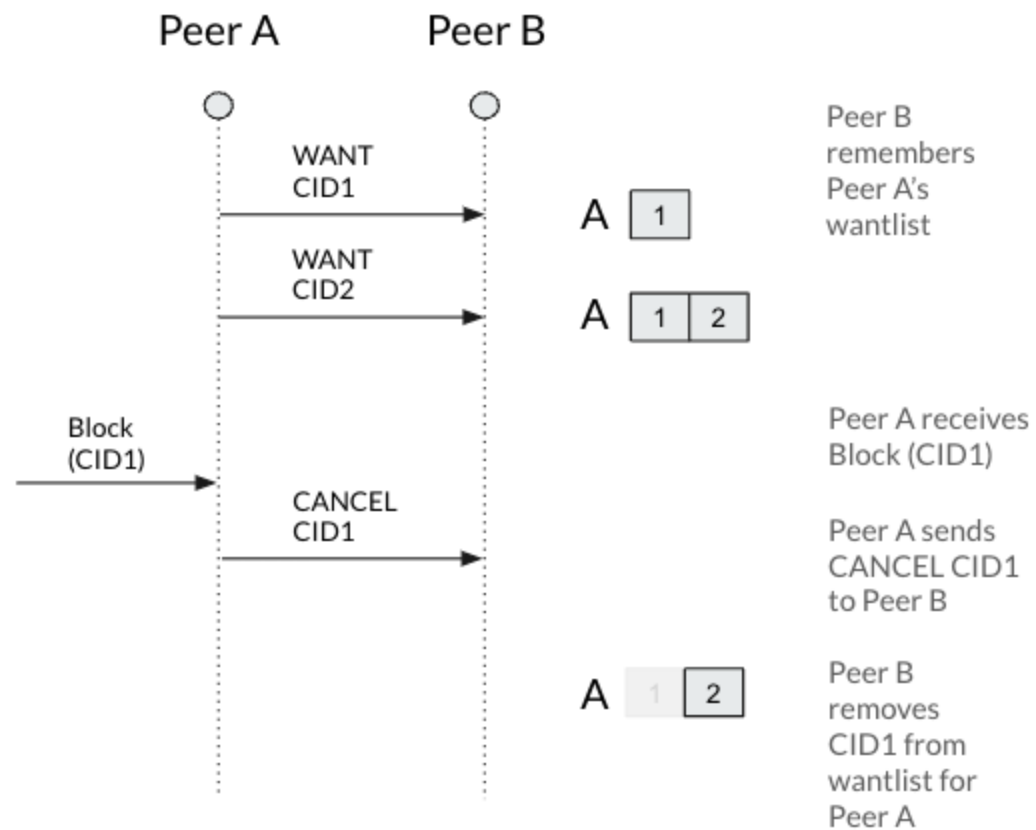 Peer A
Peer B
WANT
CID1
A
1
Peer B
remembers
Peer A’s
wantlist
WANT
CID2
A
1
2
Block
(CID1)
Peer A receives
Block (CID1)
CANCEL
CID1
Peer A sends
CANCEL CID1
to Peer B
A
1
2
Peer B
removes
CID1 from
wantlist for
Peer A